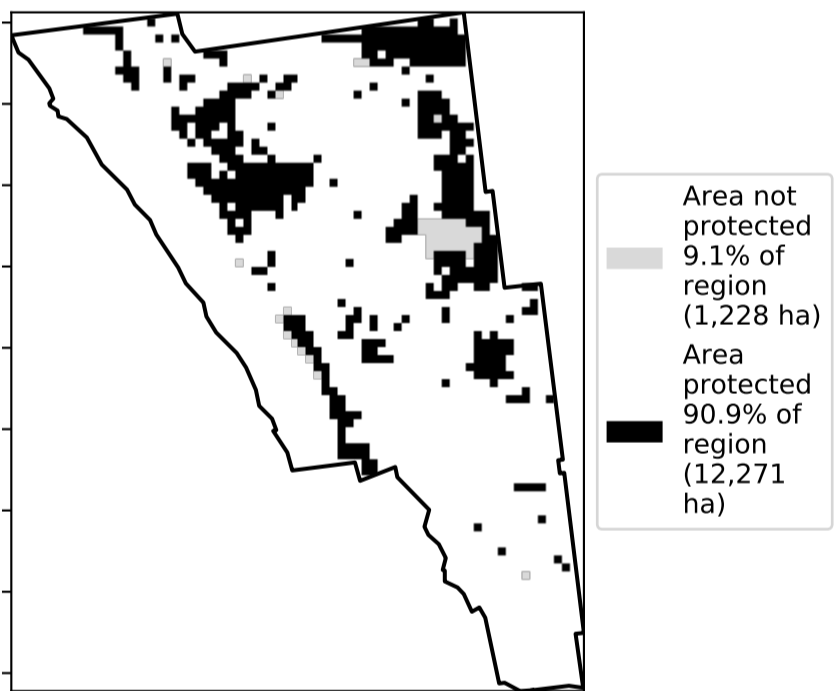 Area not
protected
9.1% of
region
(1,228 ha)
Area
protected
90.9% of
region
(12,271
ha)